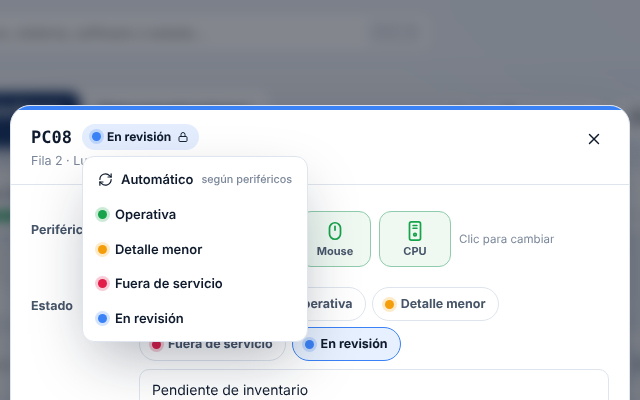 PC08 En revisión
Fila 2 · Lu
Automático según periféricos
Operativa
Detalle menor
Fuera de servicio
En revisión
Periféric
Mouse
CPU
Clic para cambiar
Estado
perativa
Detalle menor
Fuera de servicio
En revisión
Pendiente de inventario